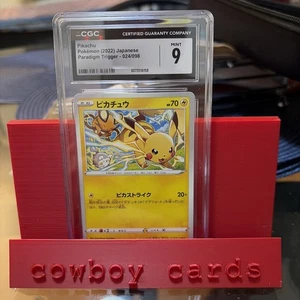 CGC
CERTIFIED GUARANTY COMPANY
Pikachu
Pokémon (2022) Japanese
Paradigm Trigger - 024/098
MINT
9
ピカチュウ
70
ピカストライク
20
cowboy cards